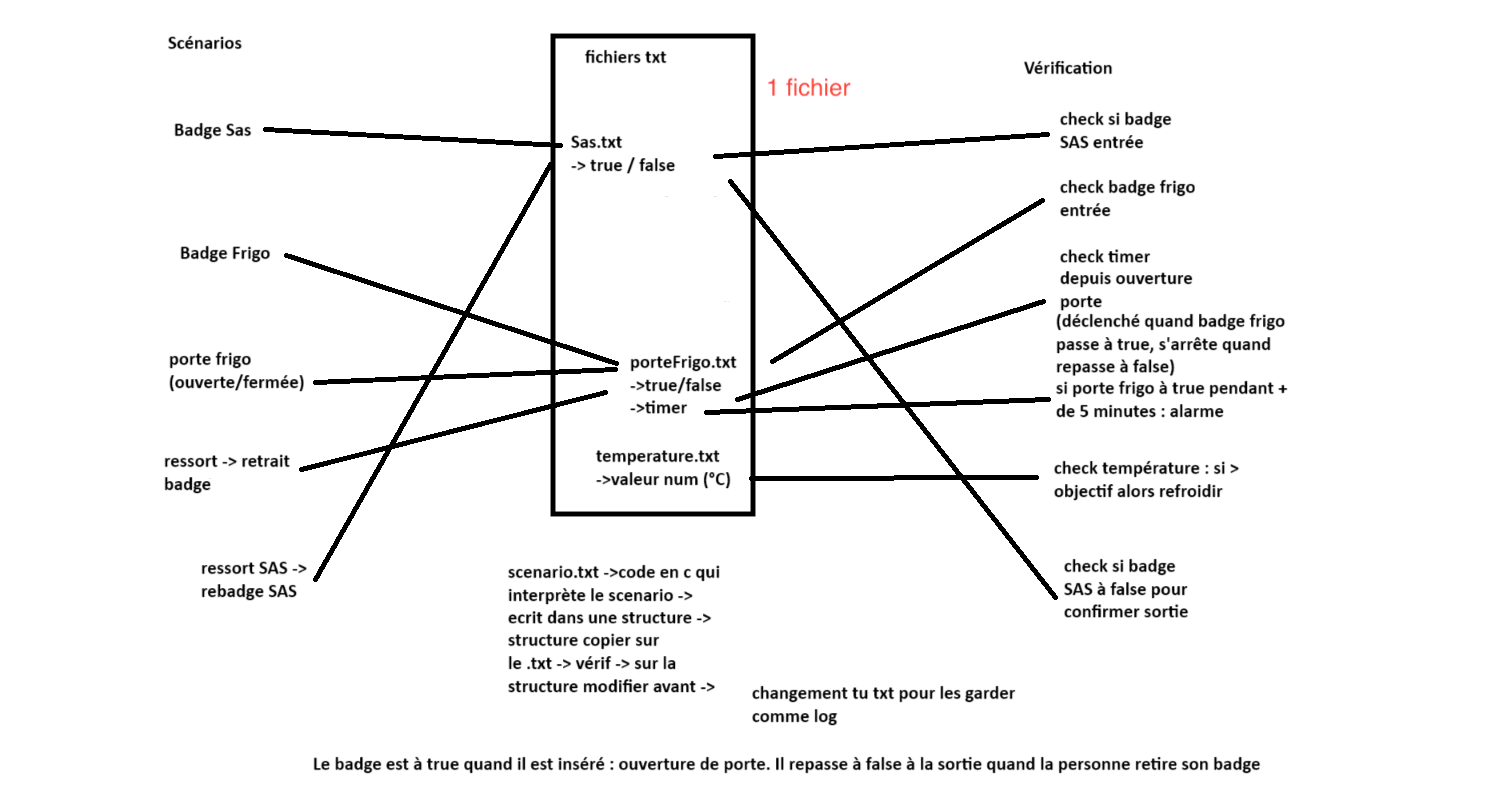 Scénarios
fichiers txt
1 fichier
Vérification
Badge Sas
Sas.txt
-> true / false
check si badge
SAS entrée
check badge frigo
entrée
Badge Frigo
check timer
depuis ouverture
porte
(déclenché quand badge frigo
passe à true, s'arrête quand
repasse à false)
si porte frigo à true pendant +
de 5 minutes : alarme
porte frigo
(ouverte/fermée)
porteFrigo.txt
->true/false
->timer
ressort -> retrait
badge
temperature.txt
->valeur num (°C)
check température : si >
objectif alors refroidir
ressort SAS ->
rebadge SAS
check si badge
SAS à false pour
confirmer sortie
scenario.txt ->code en c qui
interprète le scenario ->
ecrit dans une structure ->
structure copier sur
le .txt -> vérif -> sur la
structure modifier avant ->
changement tu txt pour les garder
comme log
Le badge est à true quand il est inséré : ouverture de porte. Il repasse à false à la sortie quand la personne retire son badge